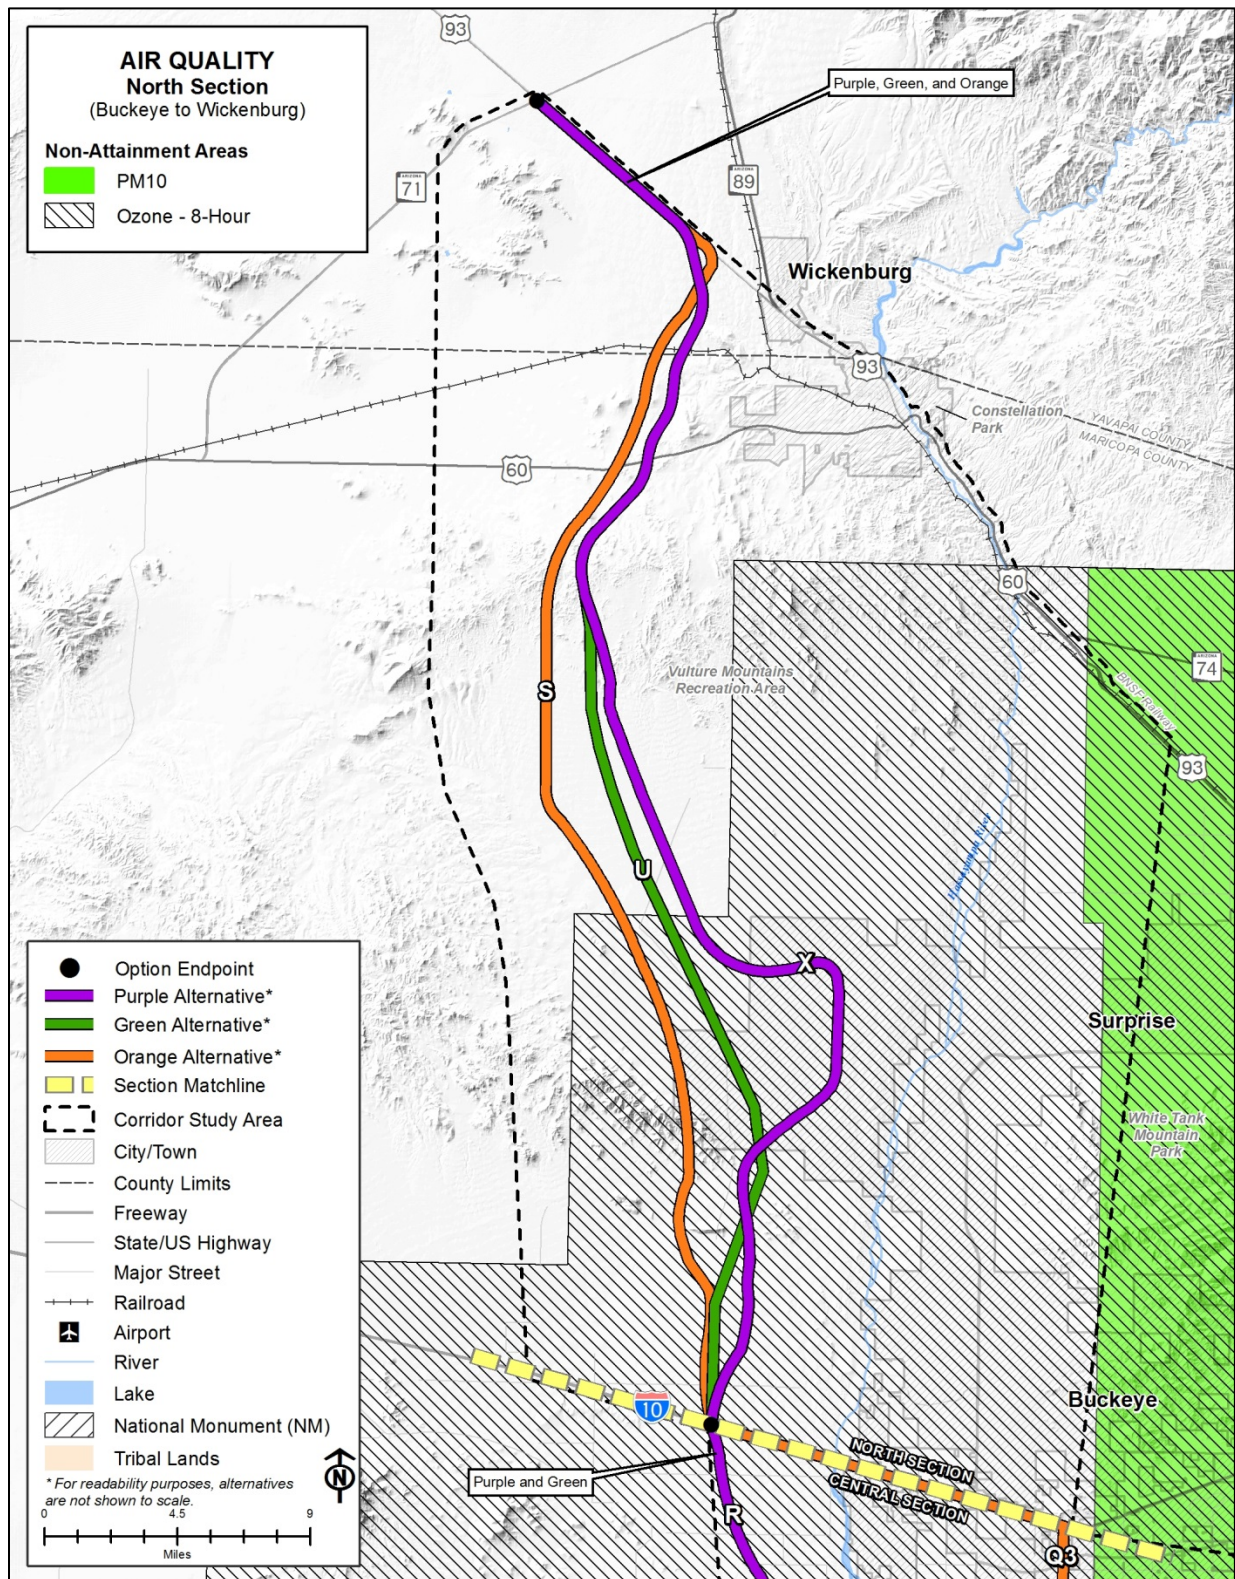 AIR QUALITY
North Section
(Buckeye to Wickenburg)
Non-Attainment Areas
PM10
Ozone - 8-Hour
93
Purple, Green, and Orange
ARIZONA
89
ARIZONA
71
Wickenburg
93
Constellation
Park
YAVAPAI COUNTY
MARICOPA COUNTY
60
60
Vulture Mountains
Recreation Area
ARIZONA
74
BNSF Railway
S
93
Hassayampa River
U
X
Surprise
White Tank
Mountain
Park
Option Endpoint
Purple Alternative*
Green Alternative*
Orange Alternative*
Section Matchline
Corridor Study Area
City/Town
County Limits
Freeway
State/US Highway
Major Street
Railroad
Airport
River
Lake
National Monument (NM)
Tribal Lands
* For readability purposes, alternatives
are not shown to scale.
N
0 4.5 9
Miles
Buckeye
10
NORTH SECTION
CENTRAL SECTION
Purple and Green
R
Q3